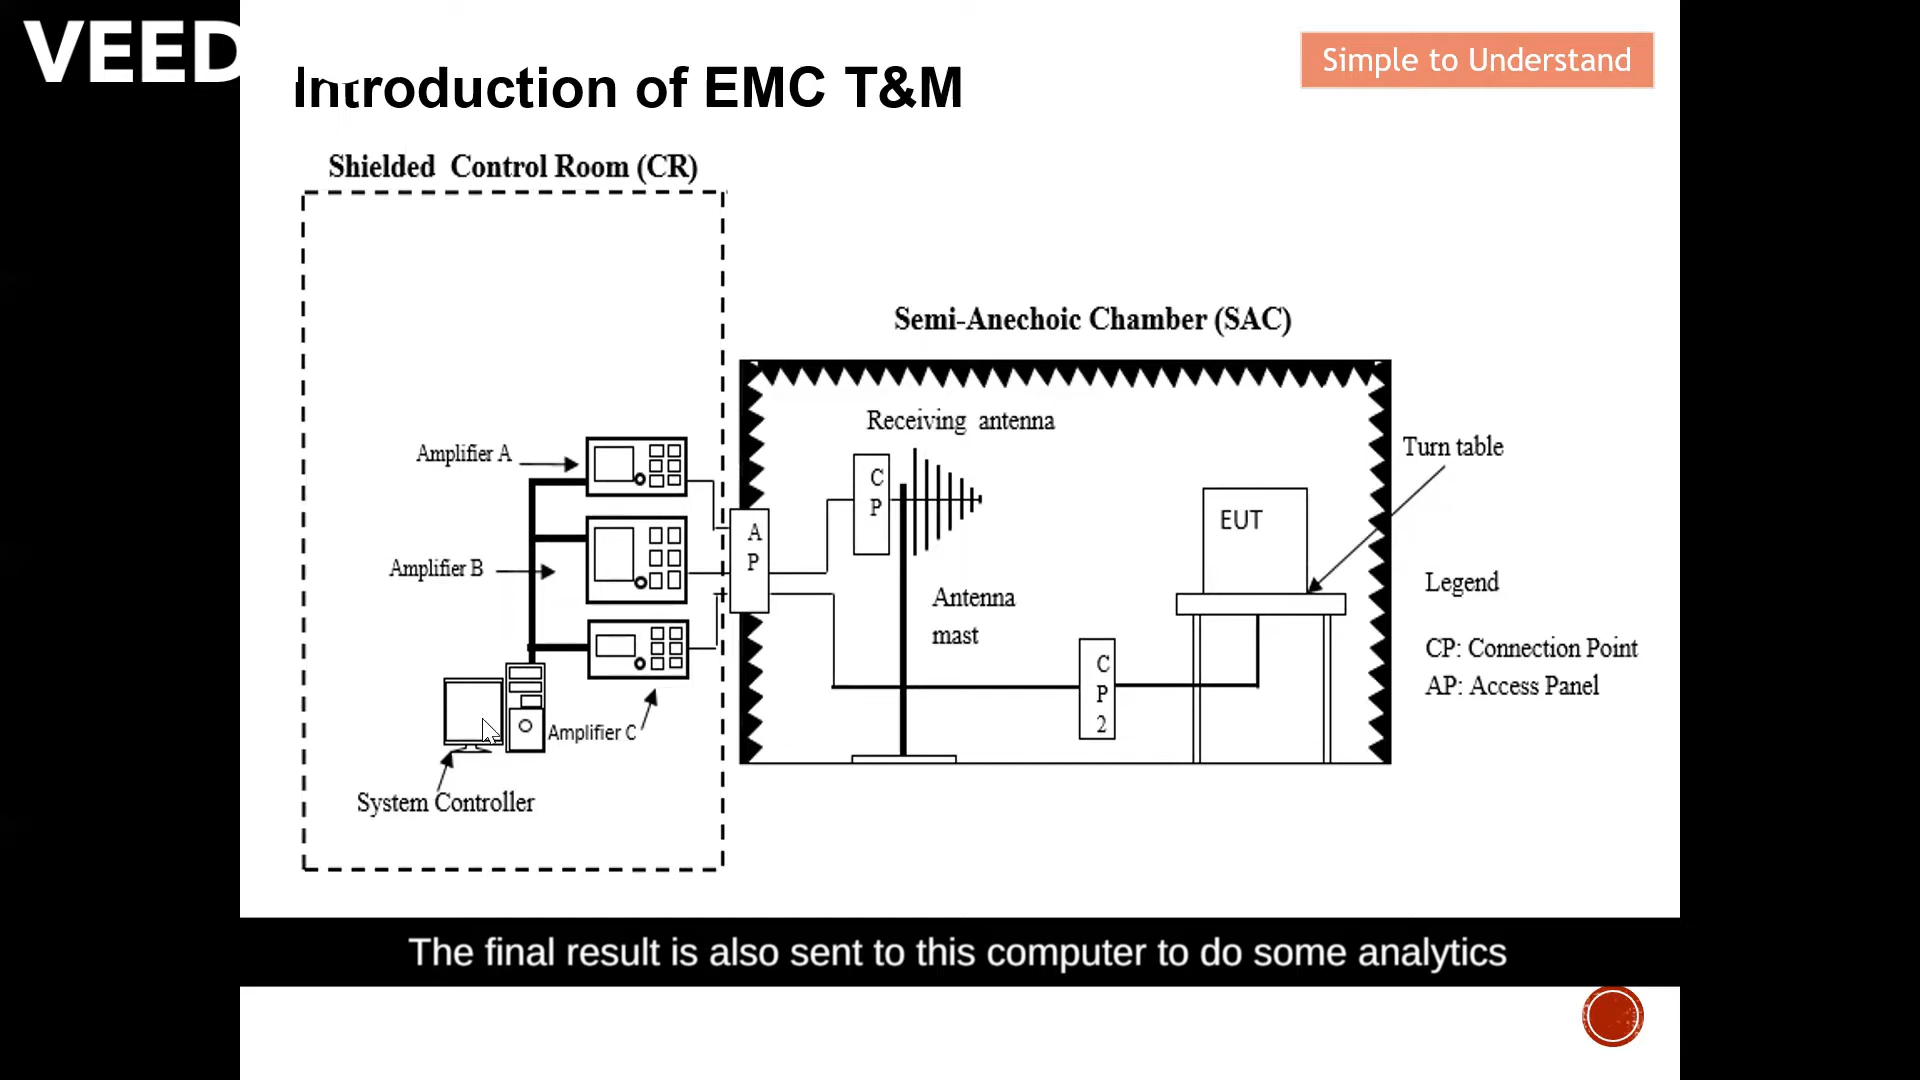 VEED
Introduction of EMC T&M
Simple to Understand
Shielded Control Room (CR)
Semi-Anechoic Chamber (SAC)
Receiving antenna
Turn table
Amplifier A
C
P
EUT
A
P
Amplifier B
Legend
Antenna
mast
CP: Connection Point
AP: Access Panel
C
P
2
Amplifier C
System Controller
The final result is also sent to this computer to do some analytics